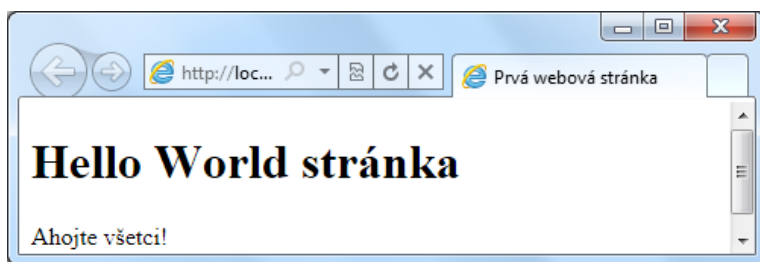 http://loc...
Prvá webová stránka
Hello World stránka
Ahojte všetci!